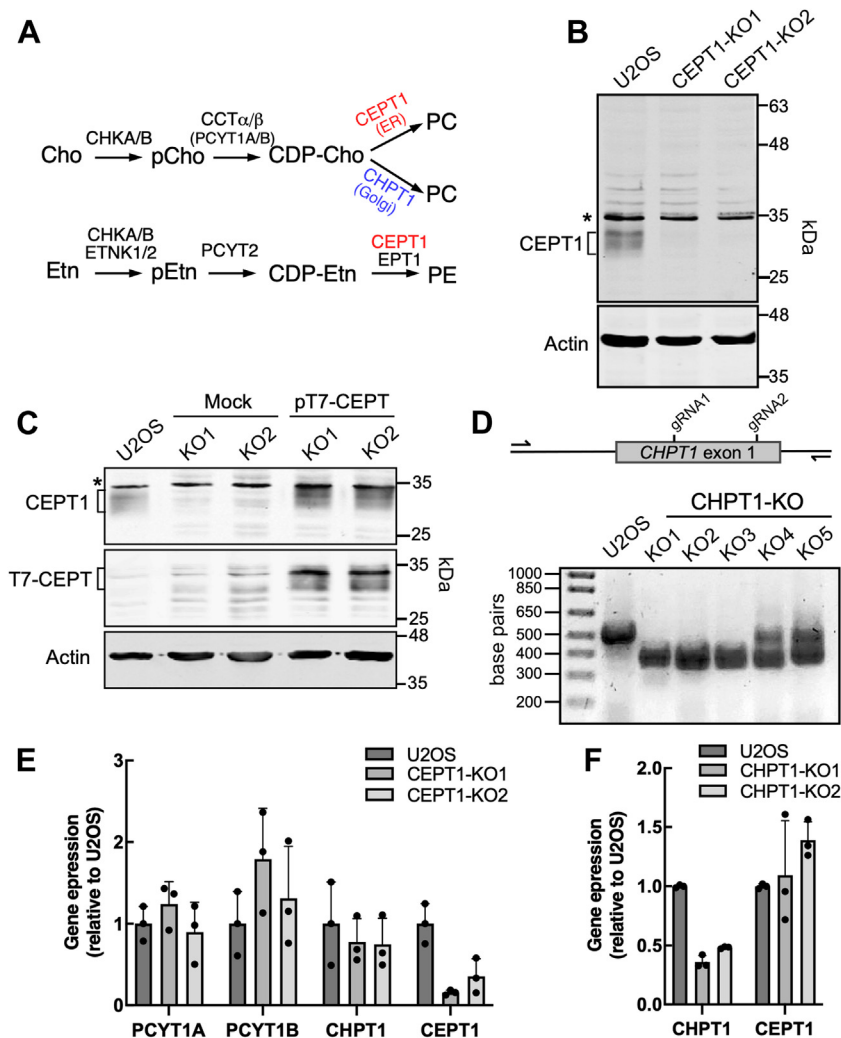 A
CHKA/B
CCTα/β
(PCYT1A/B)
CEPT1
(ER)
PC
Cho
pCho
CDP-Cho
CHPT1
(Golgi)
PC
CHKA/B
ETNK1/2
PCYT2
CEPT1
EPT1
Etn
pEtn
CDP-Etn
PE
B
U2OS
CEPT1-KO1
CEPT1-KO2
63
48
35
25
*
CEPT1
kDa
48
35
Actin
C
Mock
pT7-CEPT
U2OS
KO1
KO2
KO1
KO2
*
CEPT1
35
25
T7-CEPT
35
25
kDa
Actin
48
35
D
gRNA1
gRNA2
CHPT1 exon 1
CHPT1-KO
U2OS
KO1
KO2
KO3
KO4
KO5
base pairs
1000
850
650
500
400
300
200
E
U2OS
CEPT1-KO1
CEPT1-KO2
Gene epression
(relative to U2OS)
3
2
1
0
PCYT1A
PCYT1B
CHPT1
CEPT1
F
U2OS
CHPT1-KO1
CHPT1-KO2
Gene epression
(relative to U2OS)
2.0
1.5
1.0
0.5
0.0
CHPT1
CEPT1